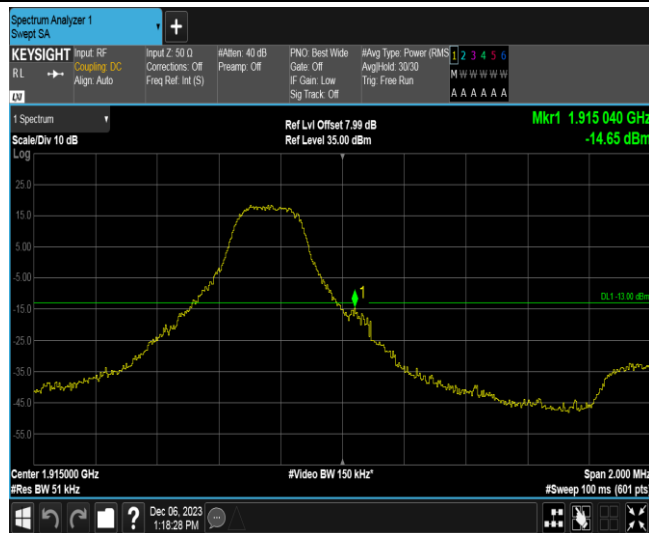 Spectrum Analyzer 1
Swept SA
+
KEYSIGHT
RL
LXI
Input: RF
Coupling: DC
Align: Auto
Input Z: 50 Ω
Corrections: Off
Freq Ref: Int (S)
#Atten: 40 dB
Preamp: Off
PNO: Best Wide
Gate: Off
IF Gain: Low
Sig Track: Off
#Avg Type: Power (RMS
Avg|Hold: 30/30
Trig: Free Run
1 2 3 4 5 6
M W W W W W
A A A A A A
1 Spectrum
Scale/Div 10 dB
Ref Lvl Offset 7.99 dB
Ref Level 35.00 dBm
Mkr1 1.915 040 GHz
-14.65 dBm
Log
25.0
15.0
5.00
-5.00
-15.0
-25.0
-35.0
-45.0
-55.0
1
DL1 -13.00 dBm
Center 1.915000 GHz
#Video BW 150 kHz*
Span 2.000 MHz
#Res BW 51 kHz
#Sweep 100 ms (601 pts)
?
Dec 06, 2023
1:18:28 PM